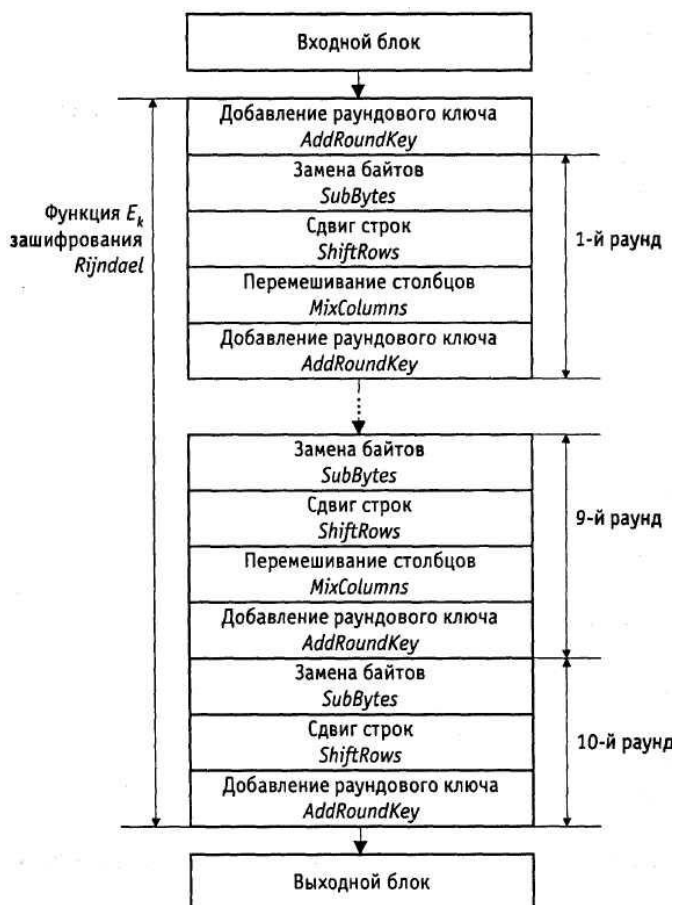 Входной блок
Добавление раундового ключа
AddRoundKey
Замена байтов
SubBytes
Функция E_k
зашифрования
Rijndael
Сдвиг строк
ShiftRows
1-й раунд
Перемешивание столбцов
MixColumns
Добавление раундового ключа
AddRoundKey
Замена байтов
SubBytes
Сдвиг строк
ShiftRows
9-й раунд
Перемешивание столбцов
MixColumns
Добавление раундового ключа
AddRoundKey
Замена байтов
SubBytes
Сдвиг строк
ShiftRows
10-й раунд
Добавление раундового ключа
AddRoundKey
Выходной блок